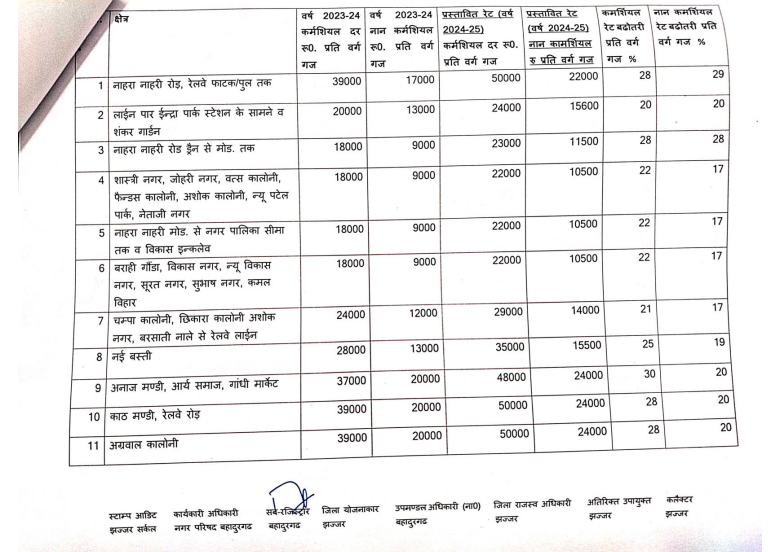 क्षेत्र | वर्ष 2023-24 कर्मशियल दर रु0. प्रति वर्ग गज | वर्ष 2023-24 नान कर्मशियल रु0. प्रति वर्ग गज | प्रस्तावित रेट (वर्ष 2024-25) कर्मशियल दर रु0. प्रति वर्ग गज | प्रस्तावित रेट (वर्ष 2024-25) नान कामर्शियल रु प्रति वर्ग गज | कमर्शियल रेट बढोतरी प्रति वर्ग गज % | नान कमर्शियल रेट बढोतरी प्रति वर्ग गज %
1 नाहरा नाहरी रोड़, रेलवे फाटक/पुल तक 39000 17000 50000 22000 28 29
2 लाईन पार ईन्द्रा पार्क स्टेशन के सामने व 20000 13000 24000 15600 20 20
शंकर गार्डन
3 नाहरा नाहरी रोड ड्रैन से मोड. तक 18000 9000 23000 11500 28 28
4 शास्त्री नगर, जोहरी नगर, वत्स कालोनी, 18000 9000 22000 10500 22 17
फैन्डस कालोनी, अशोक कालोनी, न्यू पटेल
पार्क, नेताजी नगर
5 नाहरा नाहरी मोड. से नगर पालिका सीमा 18000 9000 22000 10500 22 17
तक व विकास इन्कलेव
6 बराही गौंडा, विकास नगर, न्यू विकास 18000 9000 22000 10500 22 17
नगर, सूरत नगर, सुभाष नगर, कमल
विहार
7 चम्पा कालोनी, छिकारा कालोनी अशोक 24000 12000 29000 14000 21 17
नगर, बरसाती नाले से रेलवे लाईन
8 नई बस्ती 28000 13000 35000 15500 25 19
9 अनाज मण्डी, आर्य समाज, गांधी मार्केट 37000 20000 48000 24000 30 20
10 काठ मण्डी, रेलवे रोड़ 39000 20000 50000 24000 28 20
11 अग्रवाल कालोनी 39000 20000 50000 24000 28 20
स्टाम्प आडिट कार्यकारी अधिकारी सब-रजिस्ट्रार जिला योजनाकार उपमण्डल अधिकारी (ना0) जिला राजस्व अधिकारी अतिरिक्त उपायुक्त कलैक्टर
झज्जर सर्कल नगर परिषद बहादुरगढ बहादुरगढ झज्जर बहादुरगढ झज्जर झज्जर झज्जर